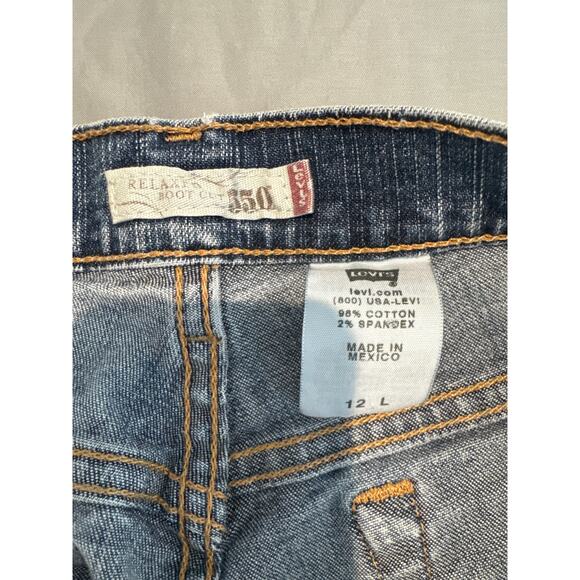 RELAXED
BOOT CUT
550
LEVI'S
LEVI'S
levi.com
(800) USA-LEVI
98% COTTON
2% SPANDEX
MADE IN
MEXICO
12 L